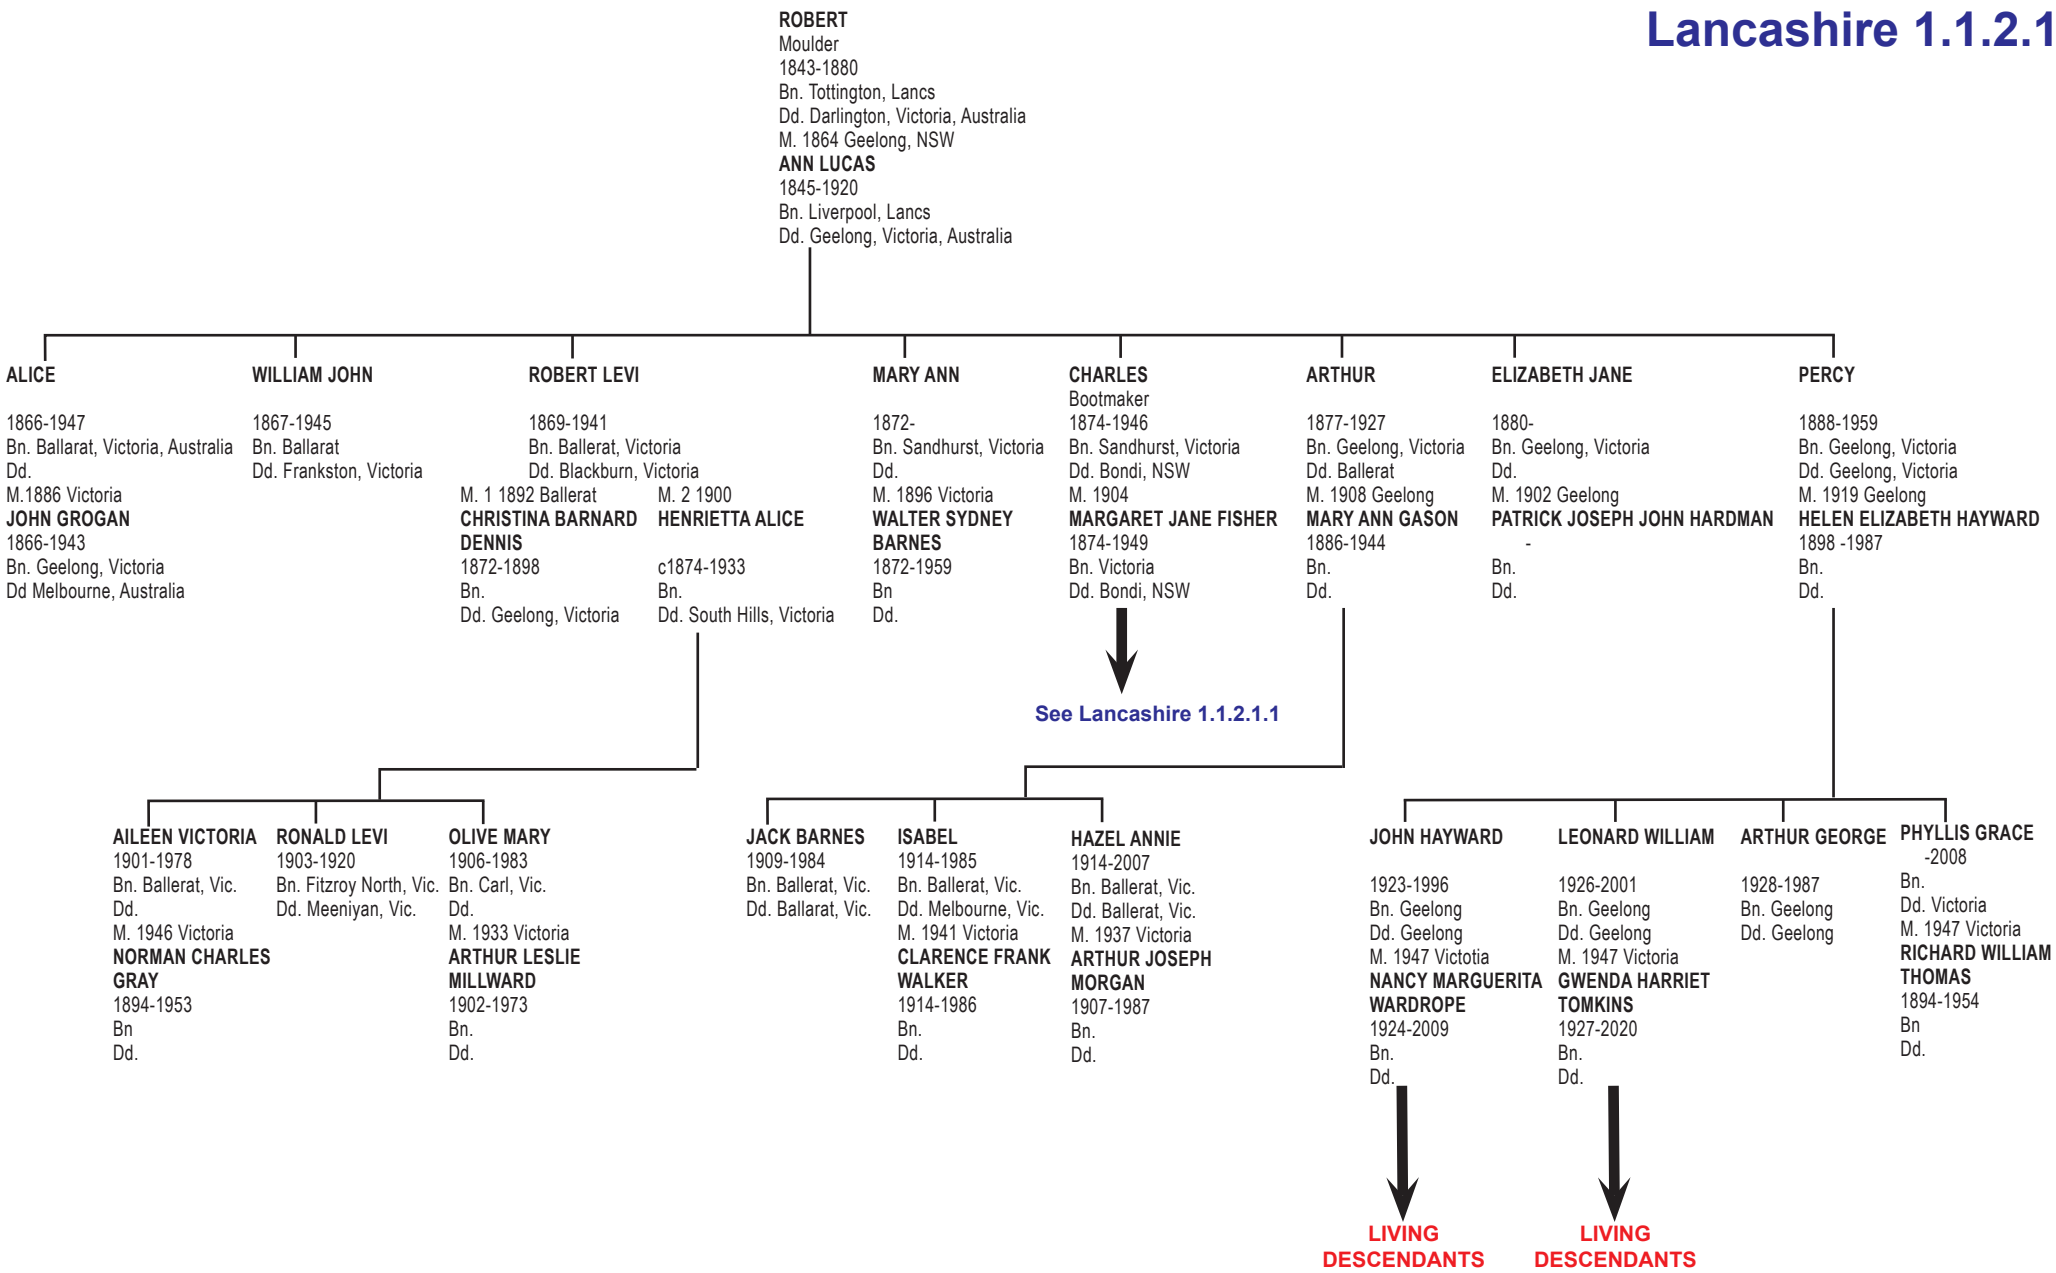 Lancashire 1.1.2.1
ROBERT
Moulder
1843-1880
Bn. Tottington, Lancs
Dd. Darlington, Victoria, Australia
M. 1864 Geelong, NSW
ANN LUCAS
1845-1920
Bn. Liverpool, Lancs
Dd. Geelong, Victoria, Australia
ALICE
1866-1947
Bn. Ballarat, Victoria, Australia
Dd.
M.1886 Victoria
JOHN GROGAN
1866-1943
Bn. Geelong, Victoria
Dd Melbourne, Australia
WILLIAM JOHN
1867-1945
Bn. Ballarat
Dd. Frankston, Victoria
ROBERT LEVI
1869-1941
Bn. Ballerat, Victoria
Dd. Blackburn, Victoria
M. 1 1892 Ballerat
CHRISTINA BARNARD
DENNIS
1872-1898
Bn.
Dd. Geelong, Victoria
M. 2 1900
HENRIETTA ALICE
c1874-1933
Bn.
Dd. South Hills, Victoria
MARY ANN
1872-
Bn. Sandhurst, Victoria
Dd.
M. 1896 Victoria
WALTER SYDNEY
BARNES
1872-1959
Bn
Dd.
CHARLES
Bootmaker
1874-1946
Bn. Sandhurst, Victoria
Dd. Bondi, NSW
M. 1904
MARGARET JANE FISHER
1874-1949
Bn. Victoria
Dd. Bondi, NSW
See Lancashire 1.1.2.1.1
ARTHUR
1877-1927
Bn. Geelong, Victoria
Dd. Ballerat
M. 1908 Geelong
MARY ANN GASON
1886-1944
Bn.
Dd.
ELIZABETH JANE
1880-
Bn. Geelong, Victoria
Dd.
M. 1902 Geelong
PATRICK JOSEPH JOHN HARDMAN
-
Bn.
Dd.
PERCY
1888-1959
Bn. Geelong, Victoria
Dd. Geelong, Victoria
M. 1919 Geelong
HELEN ELIZABETH HAYWARD
1898 -1987
Bn.
Dd.
AILEEN VICTORIA
1901-1978
Bn. Ballerat, Vic.
Dd.
M. 1946 Victoria
NORMAN CHARLES
GRAY
1894-1953
Bn
Dd.
RONALD LEVI
1903-1920
Bn. Fitzroy North, Vic.
Dd. Meeniyan, Vic.
OLIVE MARY
1906-1983
Bn. Carl, Vic.
Dd.
M. 1933 Victoria
ARTHUR LESLIE
MILLWARD
1902-1973
Bn.
Dd.
JACK BARNES
1909-1984
Bn. Ballerat, Vic.
Dd. Ballarat, Vic.
ISABEL
1914-1985
Bn. Ballerat, Vic.
Dd. Melbourne, Vic.
M. 1941 Victoria
CLARENCE FRANK
WALKER
1914-1986
Bn.
Dd.
HAZEL ANNIE
1914-2007
Bn. Ballerat, Vic.
Dd. Ballerat, Vic.
M. 1937 Victoria
ARTHUR JOSEPH
MORGAN
1907-1987
Bn.
Dd.
JOHN HAYWARD
1923-1996
Bn. Geelong
Dd. Geelong
M. 1947 Victotia
NANCY MARGUERITA
WARDROPE
1924-2009
Bn.
Dd.
LIVING
DESCENDANTS
LEONARD WILLIAM
1926-2001
Bn. Geelong
Dd. Geelong
M. 1947 Victoria
GWENDA HARRIET
TOMKINS
1927-2020
Bn.
Dd.
LIVING
DESCENDANTS
ARTHUR GEORGE
1928-1987
Bn. Geelong
Dd. Geelong
PHYLLIS GRACE
-2008
Bn.
Dd. Victoria
M. 1947 Victoria
RICHARD WILLIAM
THOMAS
1894-1954
Bn
Dd.